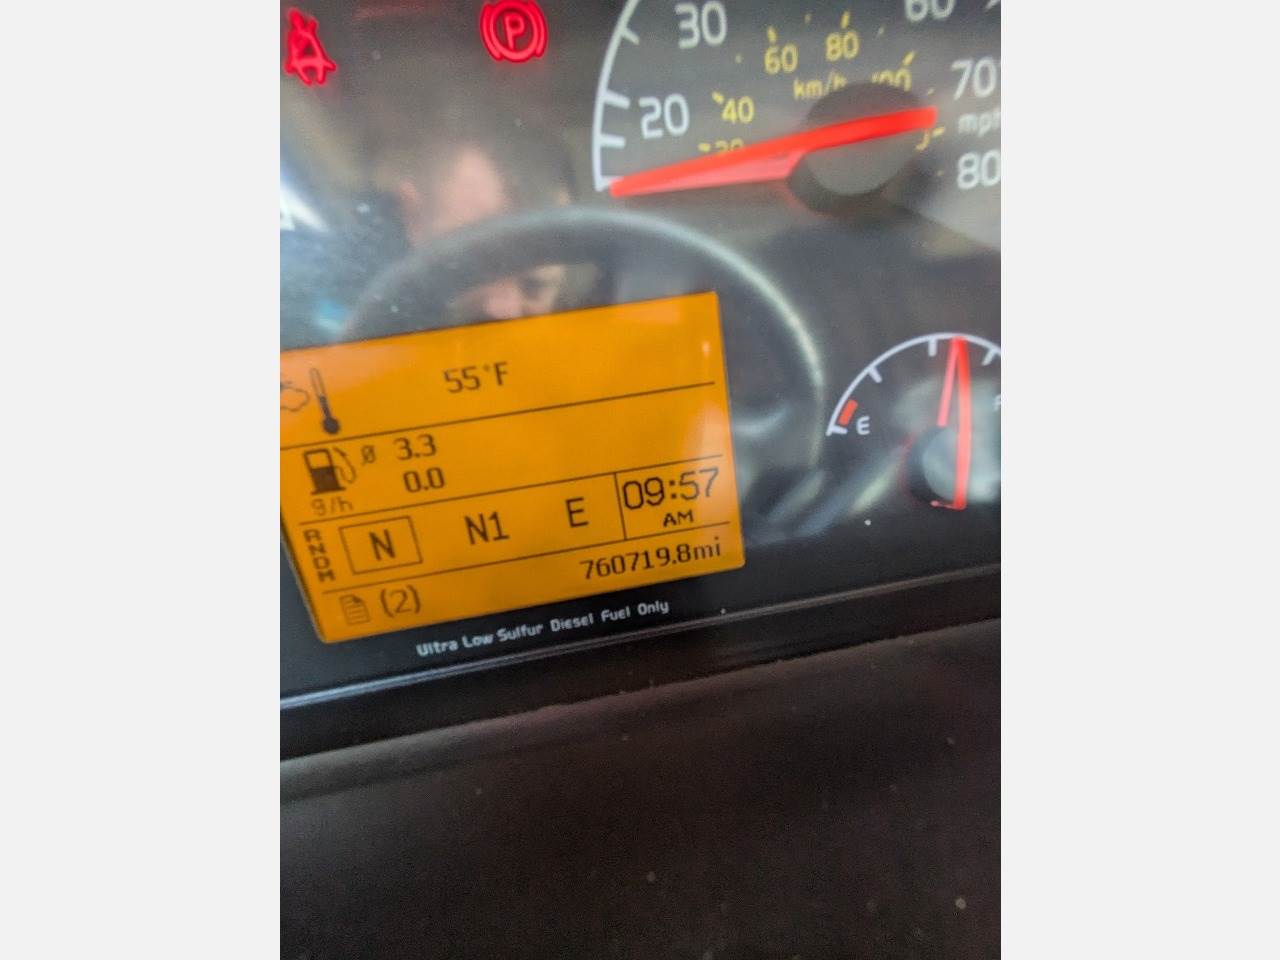 P
30
60
60
80
km/h
100
70
20
40
20
mph
80
55°F
ø 3.3
0.0
g/h
RNDM
N
N1
E
09:57
AM
760719.8mi
(2)
E
Ultra Low Sulfur Diesel Fuel Only